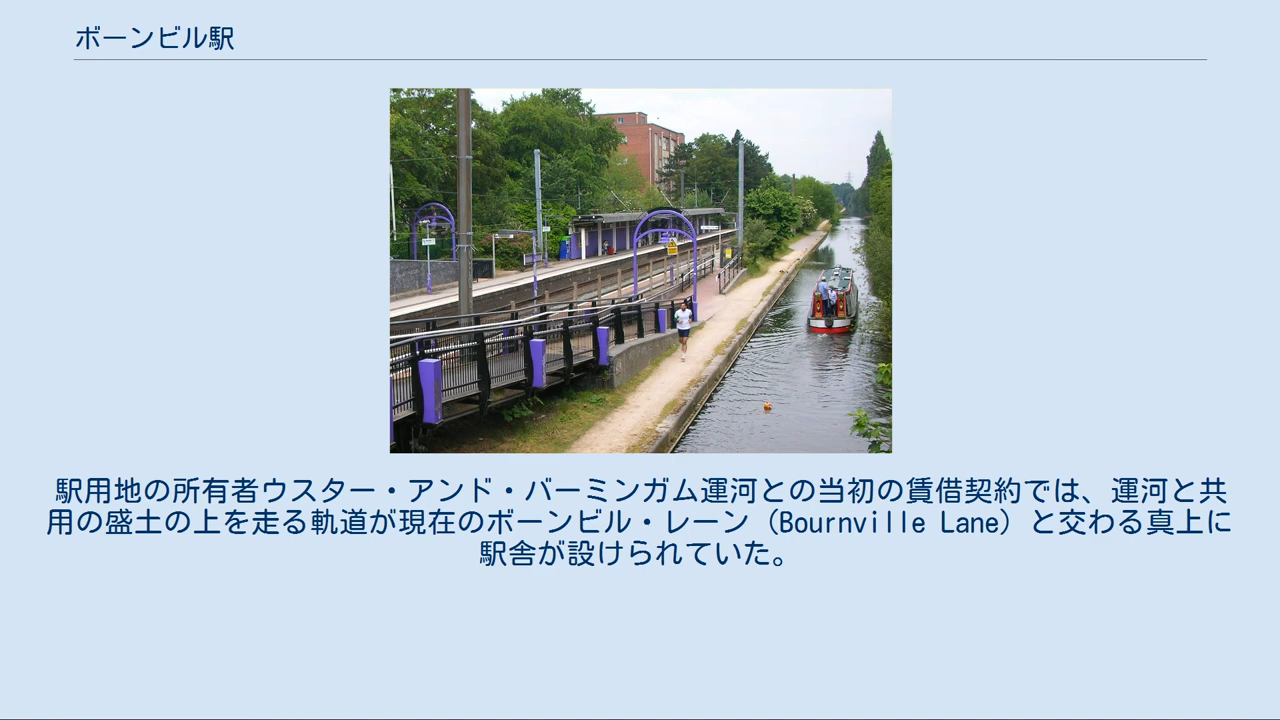 ボーンビル駅
駅用地の所有者ウスター・アンド・バーミンガム運河との当初の賃借契約では、運河と共
用の盛土の上を走る軌道が現在のボーンビル・レーン（Bournville Lane）と交わる真上に
駅舎が設けられていた。